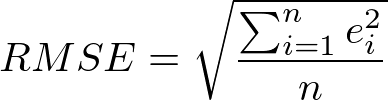 RMSE = \sqrt{\frac{\sum_{i=1}^{n} e_i^2}{n}}